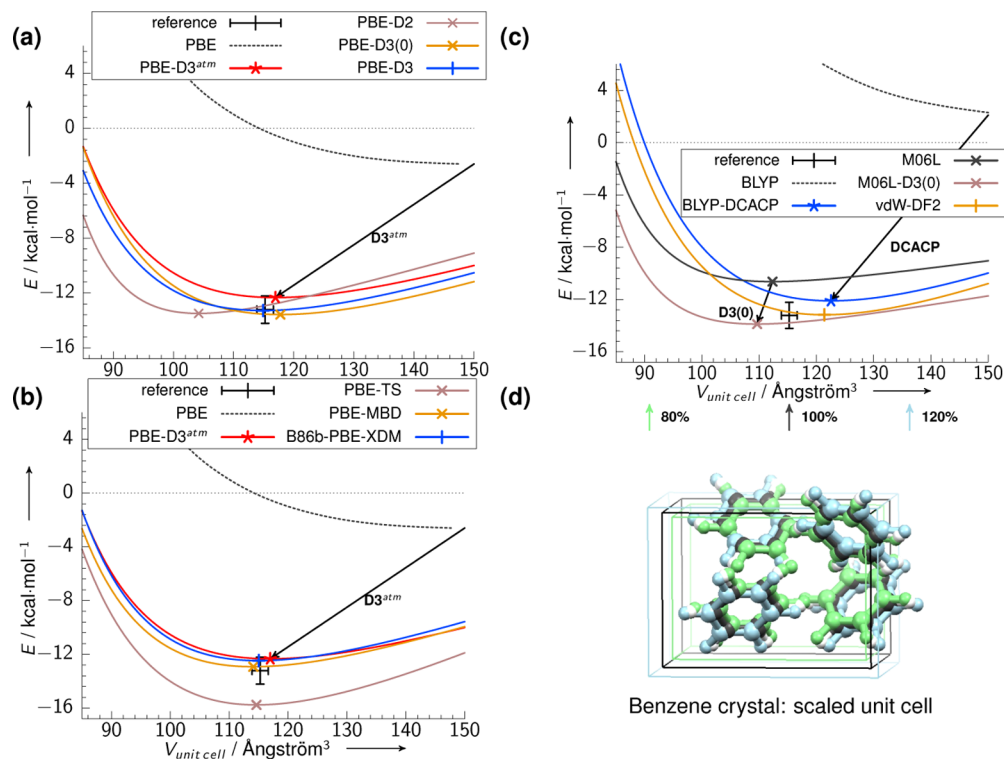 (a)
reference
PBE
PBE-D3^atm
PBE-D2
PBE-D3(0)
PBE-D3
E / kcal·mol⁻¹
4
0
−4
−8
−12
−16
D3^atm
90 100 110 120 130 140 150
(b)
reference
PBE
PBE-D3^atm
PBE-TS
PBE-MBD
B86b-PBE-XDM
E / kcal·mol⁻¹
4
0
−4
−8
−12
−16
D3^atm
90 100 110 120 130 140 150
V_unit cell / Ångström³
(c)
E / kcal·mol⁻¹
4
0
−4
−8
−12
−16
reference
BLYP
BLYP-DCACP
M06L
M06L-D3(0)
vdW-DF2
DCACP
D3(0)
90 100 110 120 130 140 150
V_unit cell / Ångström³
(d)
80%
100%
120%
Benzene crystal: scaled unit cell